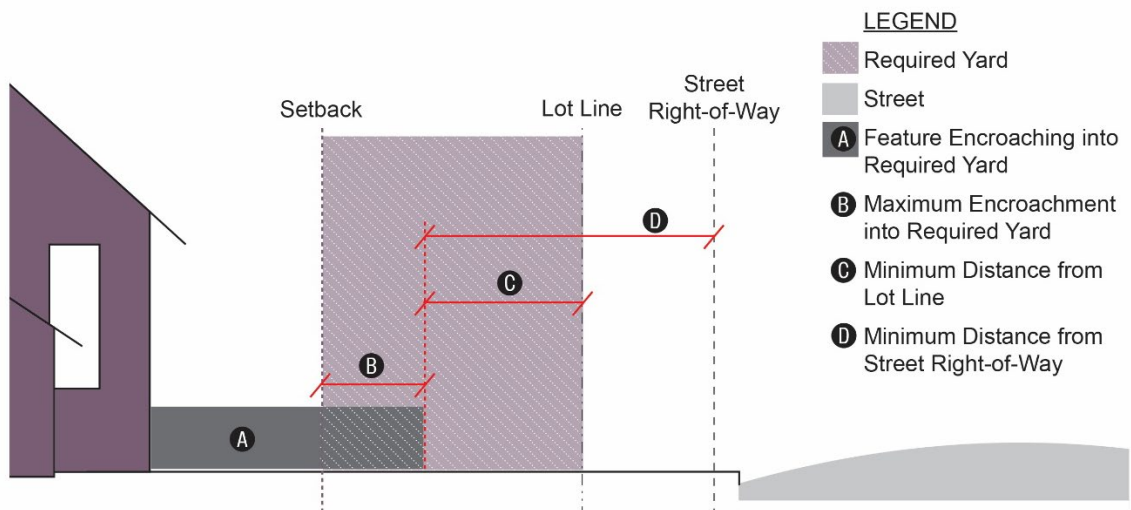 LEGEND
Required Yard
Street
A Feature Encroaching into
Required Yard
B Maximum Encroachment
into Required Yard
C Minimum Distance from
Lot Line
D Minimum Distance from
Street Right-of-Way
Setback
Lot Line
Street
Right-of-Way
D
C
B
A